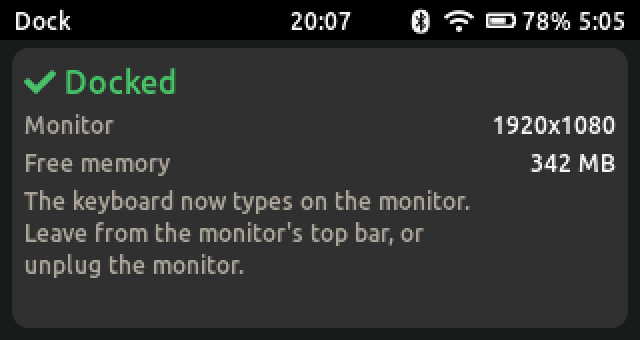 Dock 20:07 78% 5:05
Docked
Monitor 1920x1080
Free memory 342 MB
The keyboard now types on the monitor.
Leave from the monitor's top bar, or
unplug the monitor.